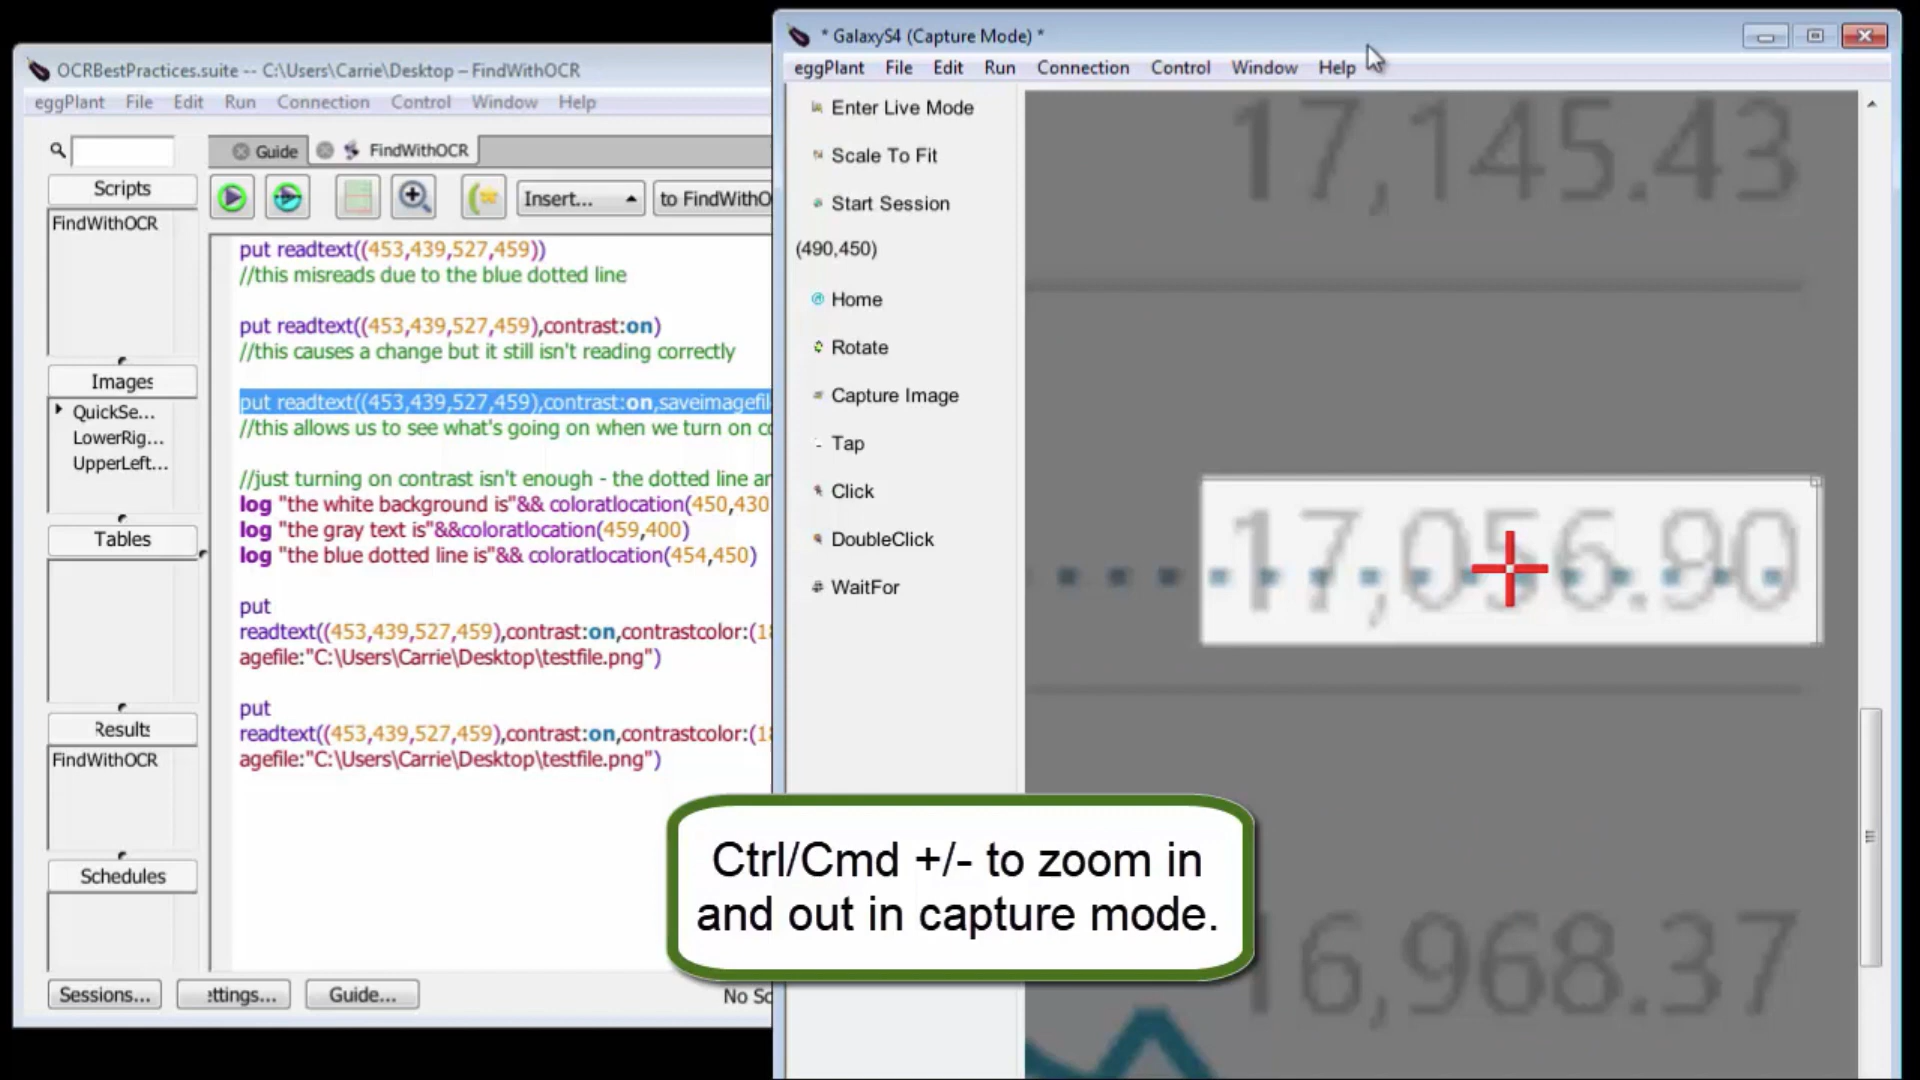 OCRBestPractices.suite -- C:\Users\Carrie\Desktop – FindWithOCR
eggPlant File Edit Run Connection Control Window Help
Guide
FindWithOCR
Insert...
to FindWithO
Scripts
FindWithOCR
Images
QuickSe...
LowerRig...
UpperLeft...
Tables
Results
FindWithOCR
Schedules
Sessions...
:ttings...
Guide...
No Sc
put readtext((453,439,527,459))
//this misreads due to the blue dotted line
put readtext((453,439,527,459),contrast:on)
//this causes a change but it still isn't reading correctly
put readtext((453,439,527,459),contrast:on,saveimagefil
//this allows us to see what's going on when we turn on co
//just turning on contrast isn't enough - the dotted line ar
log "the white background is"&& coloratlocation(450,430
log "the gray text is"&&coloratlocation(459,400)
log "the blue dotted line is"&& coloratlocation(454,450)
put
readtext((453,439,527,459),contrast:on,contrastcolor:(18
agefile:"C:\Users\Carrie\Desktop\testfile.png")
put
readtext((453,439,527,459),contrast:on,contrastcolor:(18
agefile:"C:\Users\Carrie\Desktop\testfile.png")
* GalaxyS4 (Capture Mode) *
eggPlant File Edit Run Connection Control Window Help
Enter Live Mode
Scale To Fit
Start Session
(490,450)
Home
Rotate
Capture Image
Tap
Click
DoubleClick
WaitFor
17,145.43
17,056.90
16,968.37
Ctrl/Cmd +/- to zoom in
and out in capture mode.